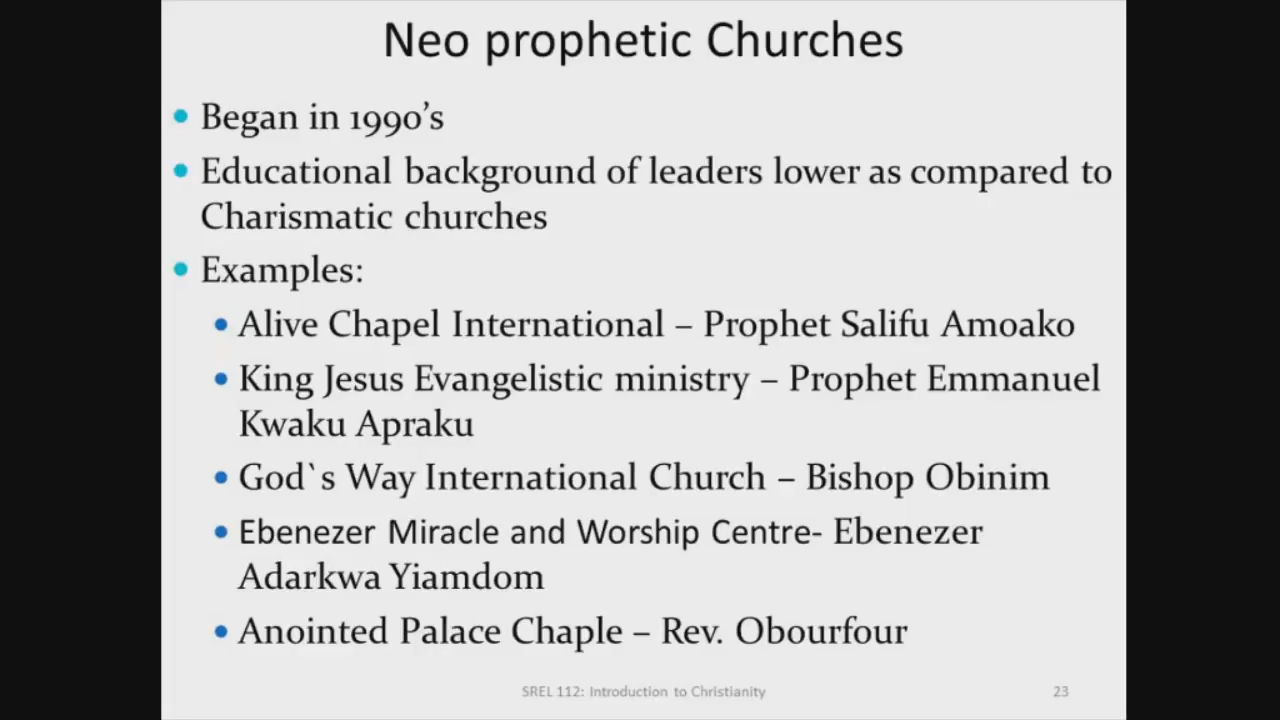 Neo prophetic Churches
• Began in 1990’s
• Educational background of leaders lower as compared to
Charismatic churches
• Examples:
• Alive Chapel International – Prophet Salifu Amoako
• King Jesus Evangelistic ministry – Prophet Emmanuel
Kwaku Apraku
• God`s Way International Church – Bishop Obinim
• Ebenezer Miracle and Worship Centre- Ebenezer
Adarkwa Yiamdom
• Anointed Palace Chaple – Rev. Obourfour
SREL 112: Introduction to Christianity 23